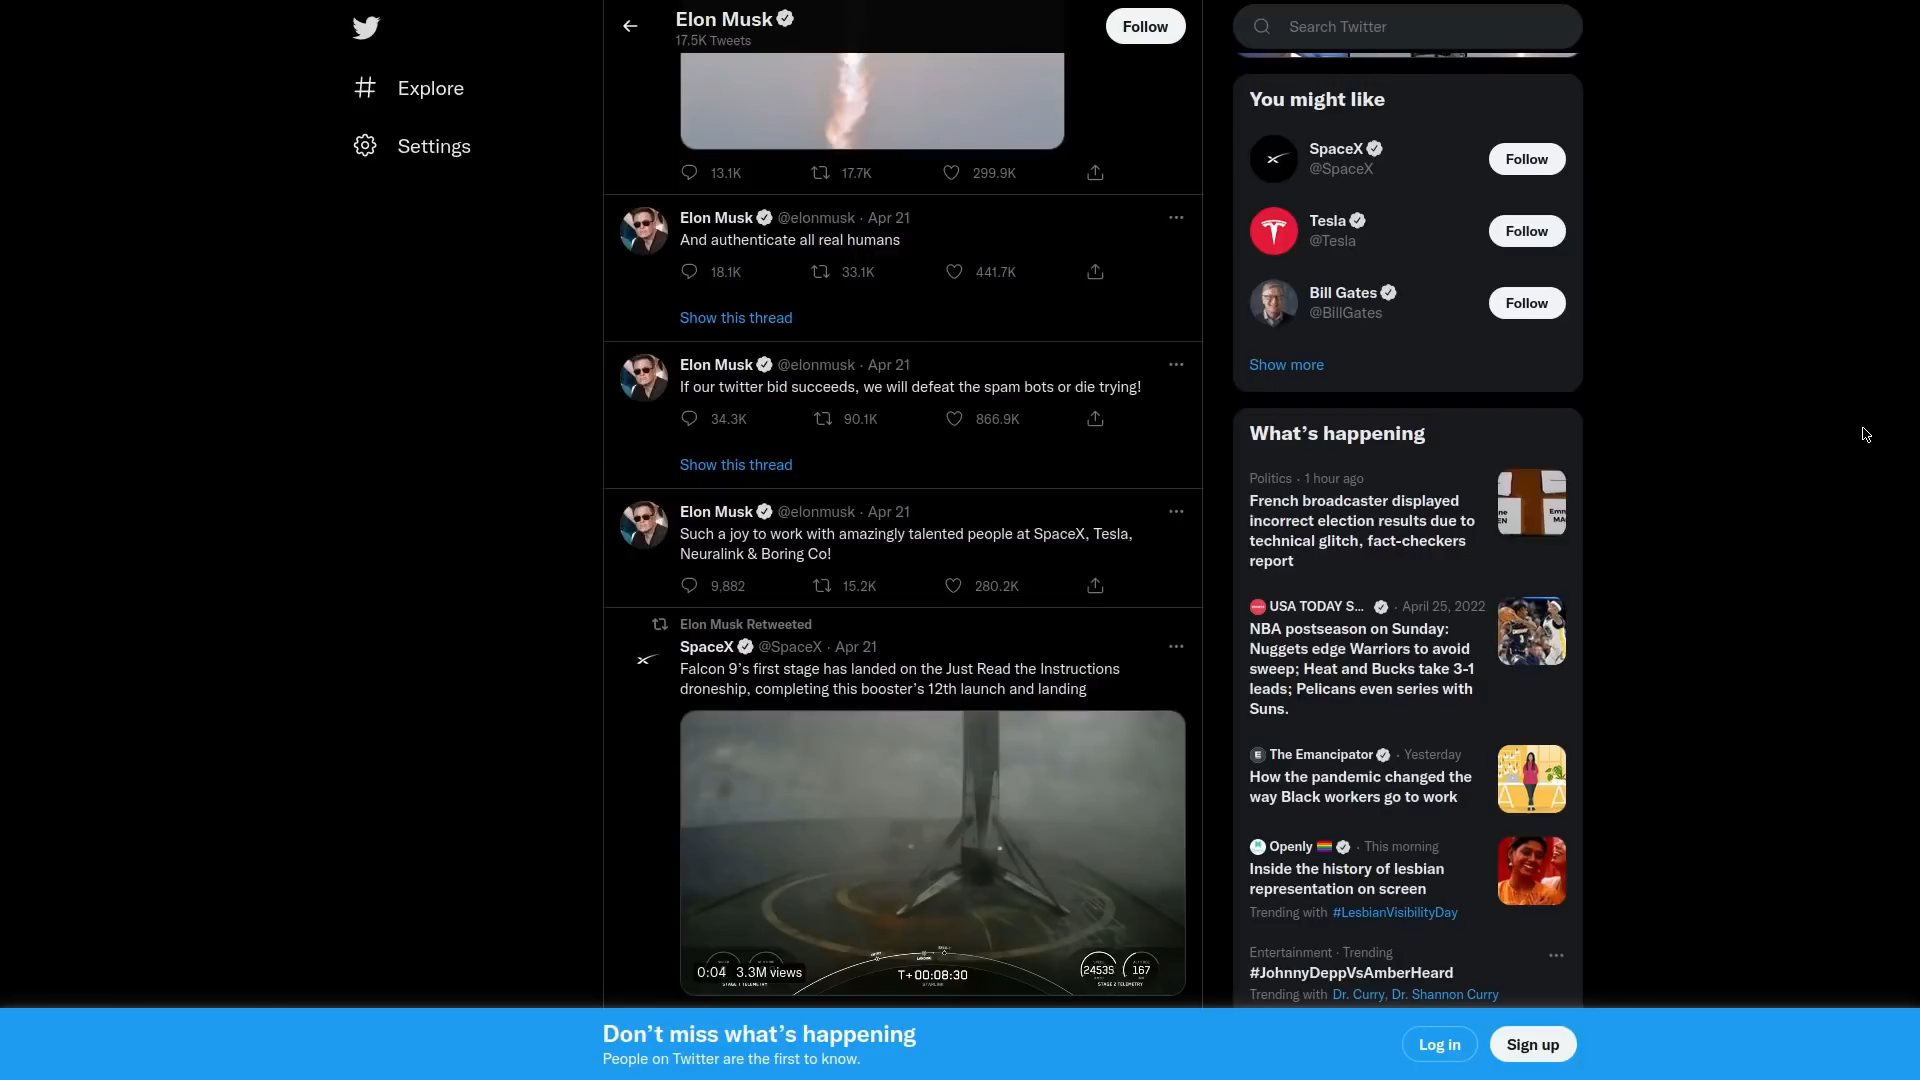 Explore
Settings
Elon Musk
17.5K Tweets
Follow
13.1K 17.7K 299.9K
Elon Musk @elonmusk · Apr 21
And authenticate all real humans
18.1K 33.1K 441.7K
Show this thread
Elon Musk @elonmusk · Apr 21
If our twitter bid succeeds, we will defeat the spam bots or die trying!
34.3K 90.1K 866.9K
Show this thread
Elon Musk @elonmusk · Apr 21
Such a joy to work with amazingly talented people at SpaceX, Tesla,
Neuralink & Boring Co!
9,882 15.2K 280.2K
Elon Musk Retweeted
SpaceX @SpaceX · Apr 21
Falcon 9’s first stage has landed on the Just Read the Instructions
droneship, completing this booster’s 12th launch and landing
0:04 3.3M views
STAGE 1 TELEMETRY
T+00:08:30
STARLINK
24535 167
STAGE 2 TELEMETRY
Search Twitter
You might like
SpaceX
@SpaceX
Follow
Tesla
@Tesla
Follow
Bill Gates
@BillGates
Follow
Show more
What’s happening
Politics · 1 hour ago
French broadcaster displayed
incorrect election results due to
technical glitch, fact-checkers
report
USA TODAY S... · April 25, 2022
NBA postseason on Sunday:
Nuggets edge Warriors to avoid
sweep; Heat and Bucks take 3-1
leads; Pelicans even series with
Suns.
The Emancipator · Yesterday
How the pandemic changed the
way Black workers go to work
Openly · This morning
Inside the history of lesbian
representation on screen
Trending with #LesbianVisibilityDay
Entertainment · Trending
#JohnnyDeppVsAmberHeard
Trending with Dr. Curry, Dr. Shannon Curry
Don’t miss what’s happening
People on Twitter are the first to know.
Log in
Sign up